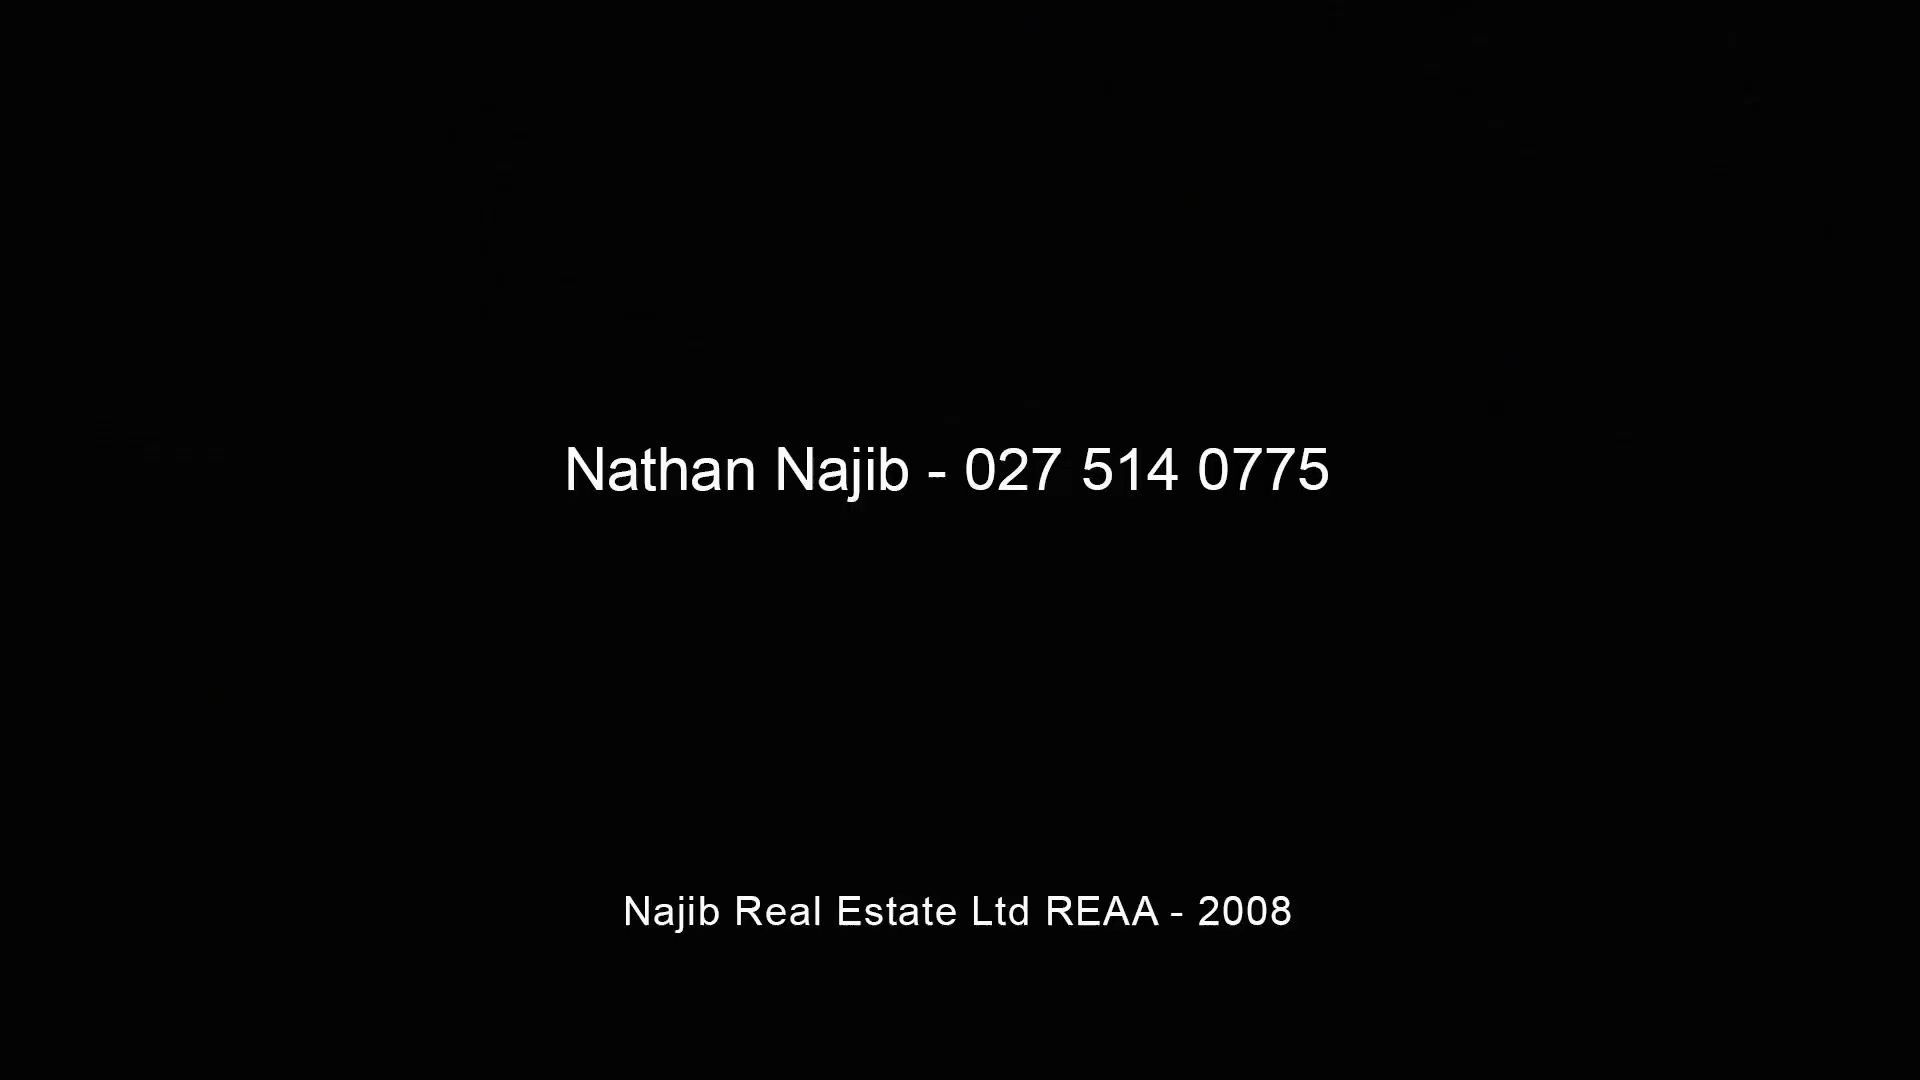 Nathan Najib - 027 514 0775
Najib Real Estate Ltd REAA - 2008